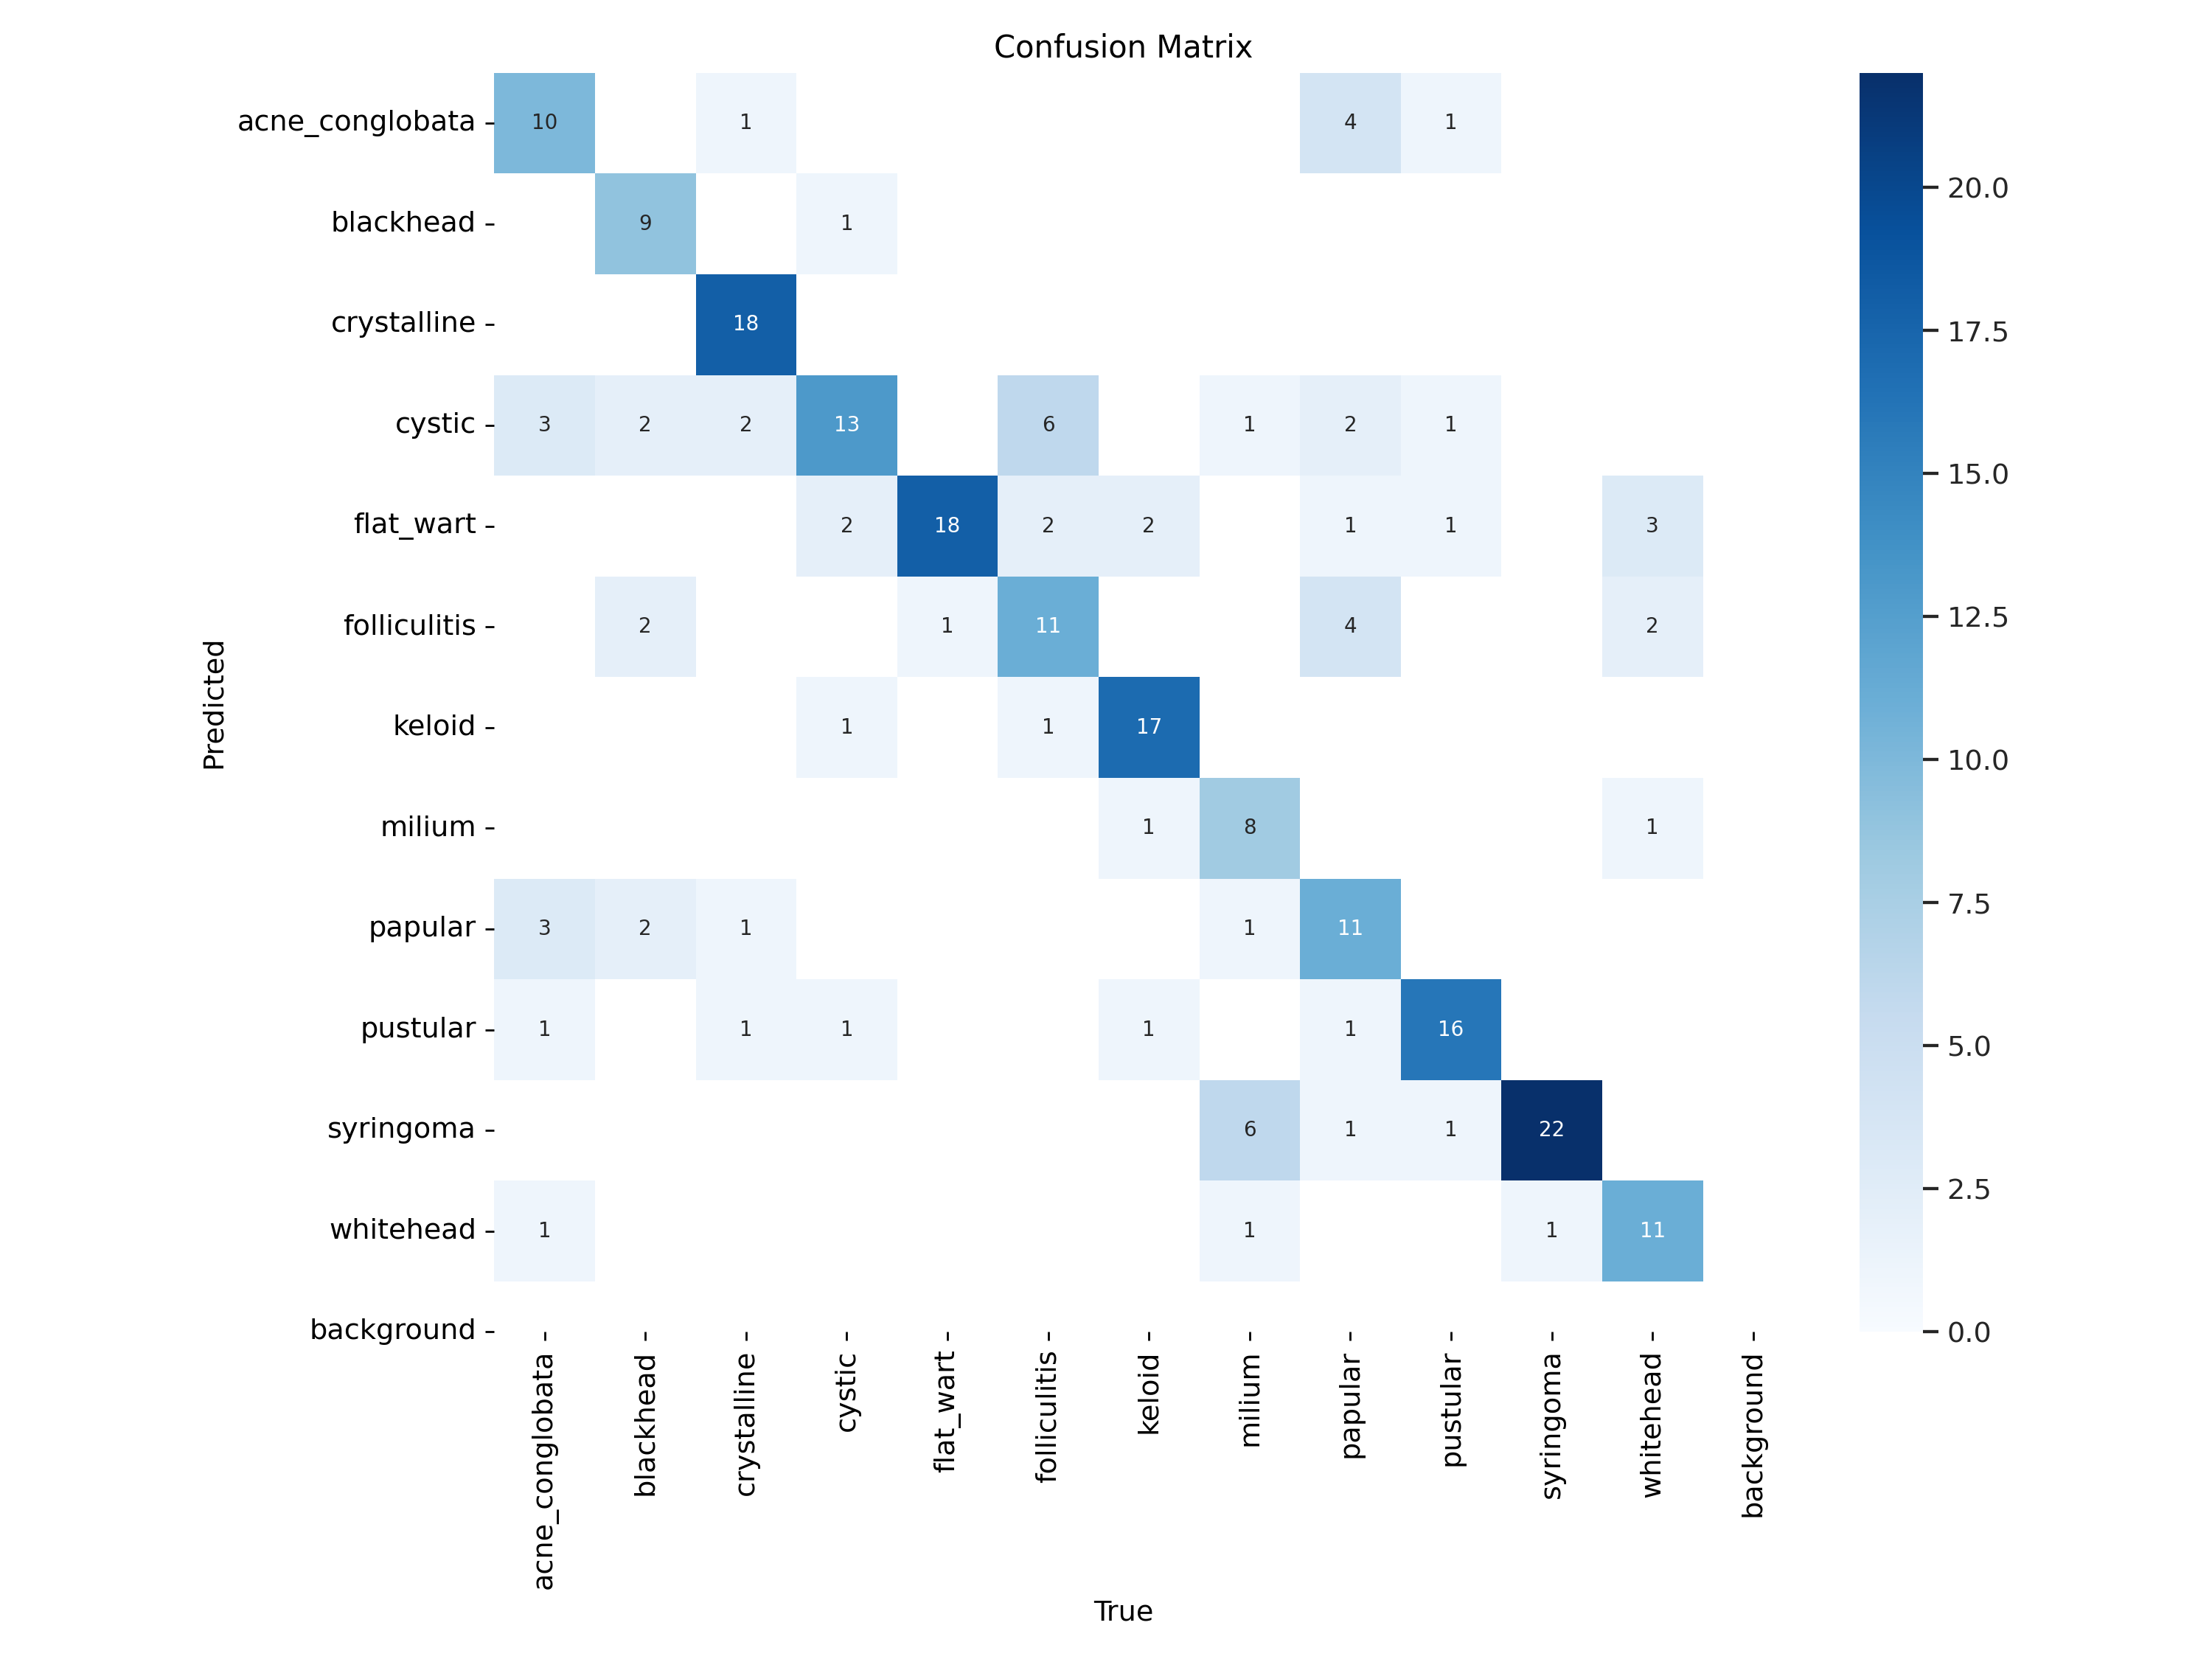 Confusion Matrix
acne_conglobata 10 1 4 1
blackhead 9 1
crystalline 18
cystic 3 2 2 13 6 1 2 1
flat_wart 2 18 2 2 1 1 3
folliculitis 2 1 11 4 2
keloid 1 1 17
milium 1 8 1
papular 3 2 1 1 11
pustular 1 1 1 1 1 16
syringoma 6 1 1 22
whitehead 1 1 1 11
background
Predicted
acne_conglobata
blackhead
crystalline
cystic
flat_wart
folliculitis
keloid
milium
papular
pustular
syringoma
whitehead
background
True
20.0
17.5
15.0
12.5
10.0
7.5
5.0
2.5
0.0